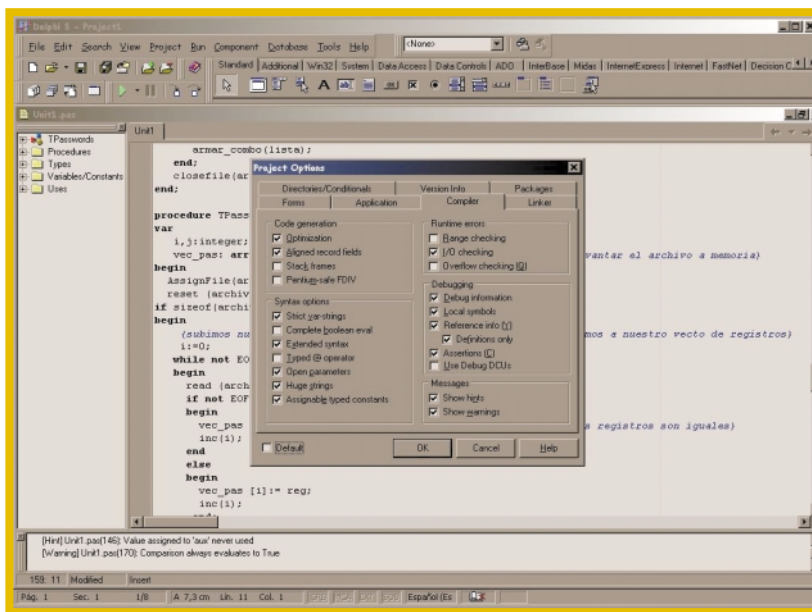 Delphi 5 - Project1
File Edit Search View Project Run Component Database Tools Help <None>
Standard Additional Win32 System Data Access Data Controls ADO InterBase Midas InternetExpress Internet FastNet Decision C
Unit1.pas
TPasswords
Procedures
Types
Variables/Constants
Uses
Unit1
armar_combo(lista);
end;
closefile(ar
end;
procedure TPass
var
i,j:integer;
vec_pas: arr
vantar el archivo a memoria}
begin
AssignFile(ar
reset (archiv
if sizeof(archi
begin
{subimos nu
mos a nuestro vecto de registros}
i:=0;
while not EO
begin
read (arch
if not EOF
begin
vec_pas
s registros son iguales}
inc(i);
end
else
begin
vec_pas [i]:= reg;
inc(i);
Project Options
Directories/Conditionals Version Info Packages
Forms Application Compiler Linker
Code generation
Optimization
Aligned record fields
Stack frames
Pentium-safe FDIV
Syntax options
Strict var-strings
Complete boolean eval
Extended syntax
Typed @ operator
Open parameters
Huge strings
Assignable typed constants
Runtime errors
Range checking
I/O checking
Overflow checking (Q)
Debugging
Debug information
Local symbols
Reference info (Y)
Definitions only
Assertions (C)
Use Debug DCUs
Messages
Show hints
Show warnings
Default OK Cancel Help
[Hint] Unit1.pas(146): Value assigned to 'aux' never used
[Warning] Unit1.pas(170): Comparison always evaluates to True
159: 11 Modified Insert
Pág. 1 Sec. 1 1/8 A 7,3 cm Lín. 11 Col. 1 Español (Es